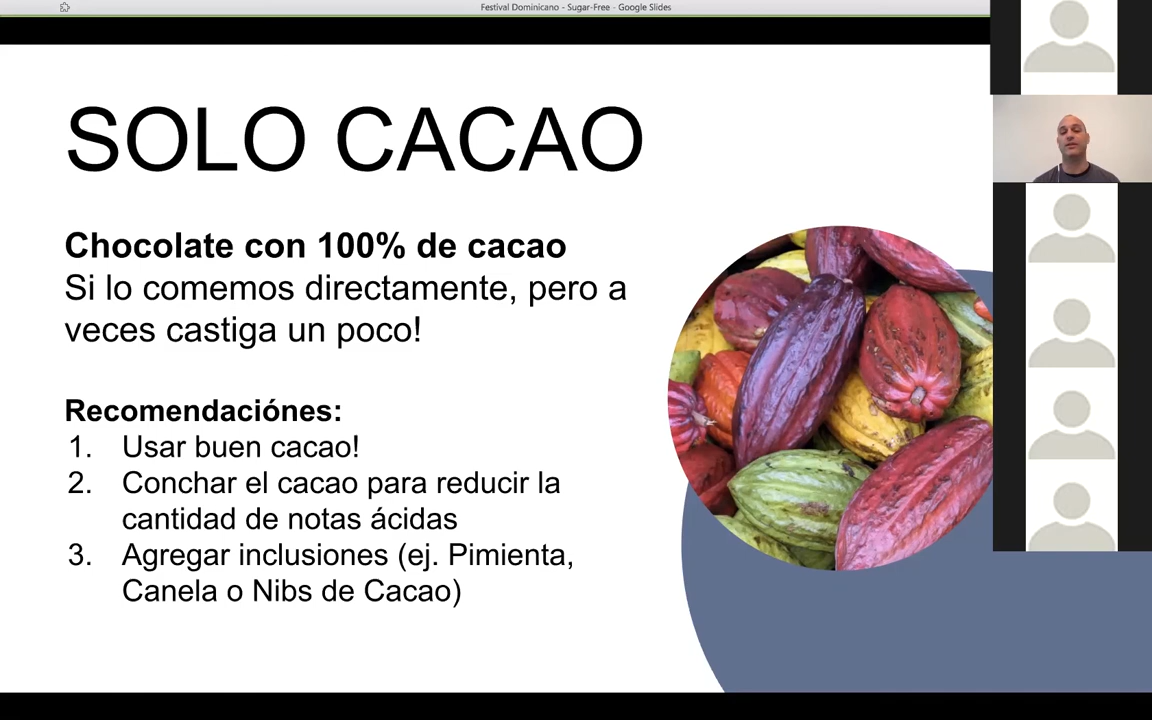 Festival Dominicano - Sugar-Free - Google Slides
SOLO CACAO
Chocolate con 100% de cacao
Si lo comemos directamente, pero a
veces castiga un poco!
Recomendaciónes:
1. Usar buen cacao!
2. Conchar el cacao para reducir la
cantidad de notas ácidas
3. Agregar inclusiones (ej. Pimienta,
Canela o Nibs de Cacao)